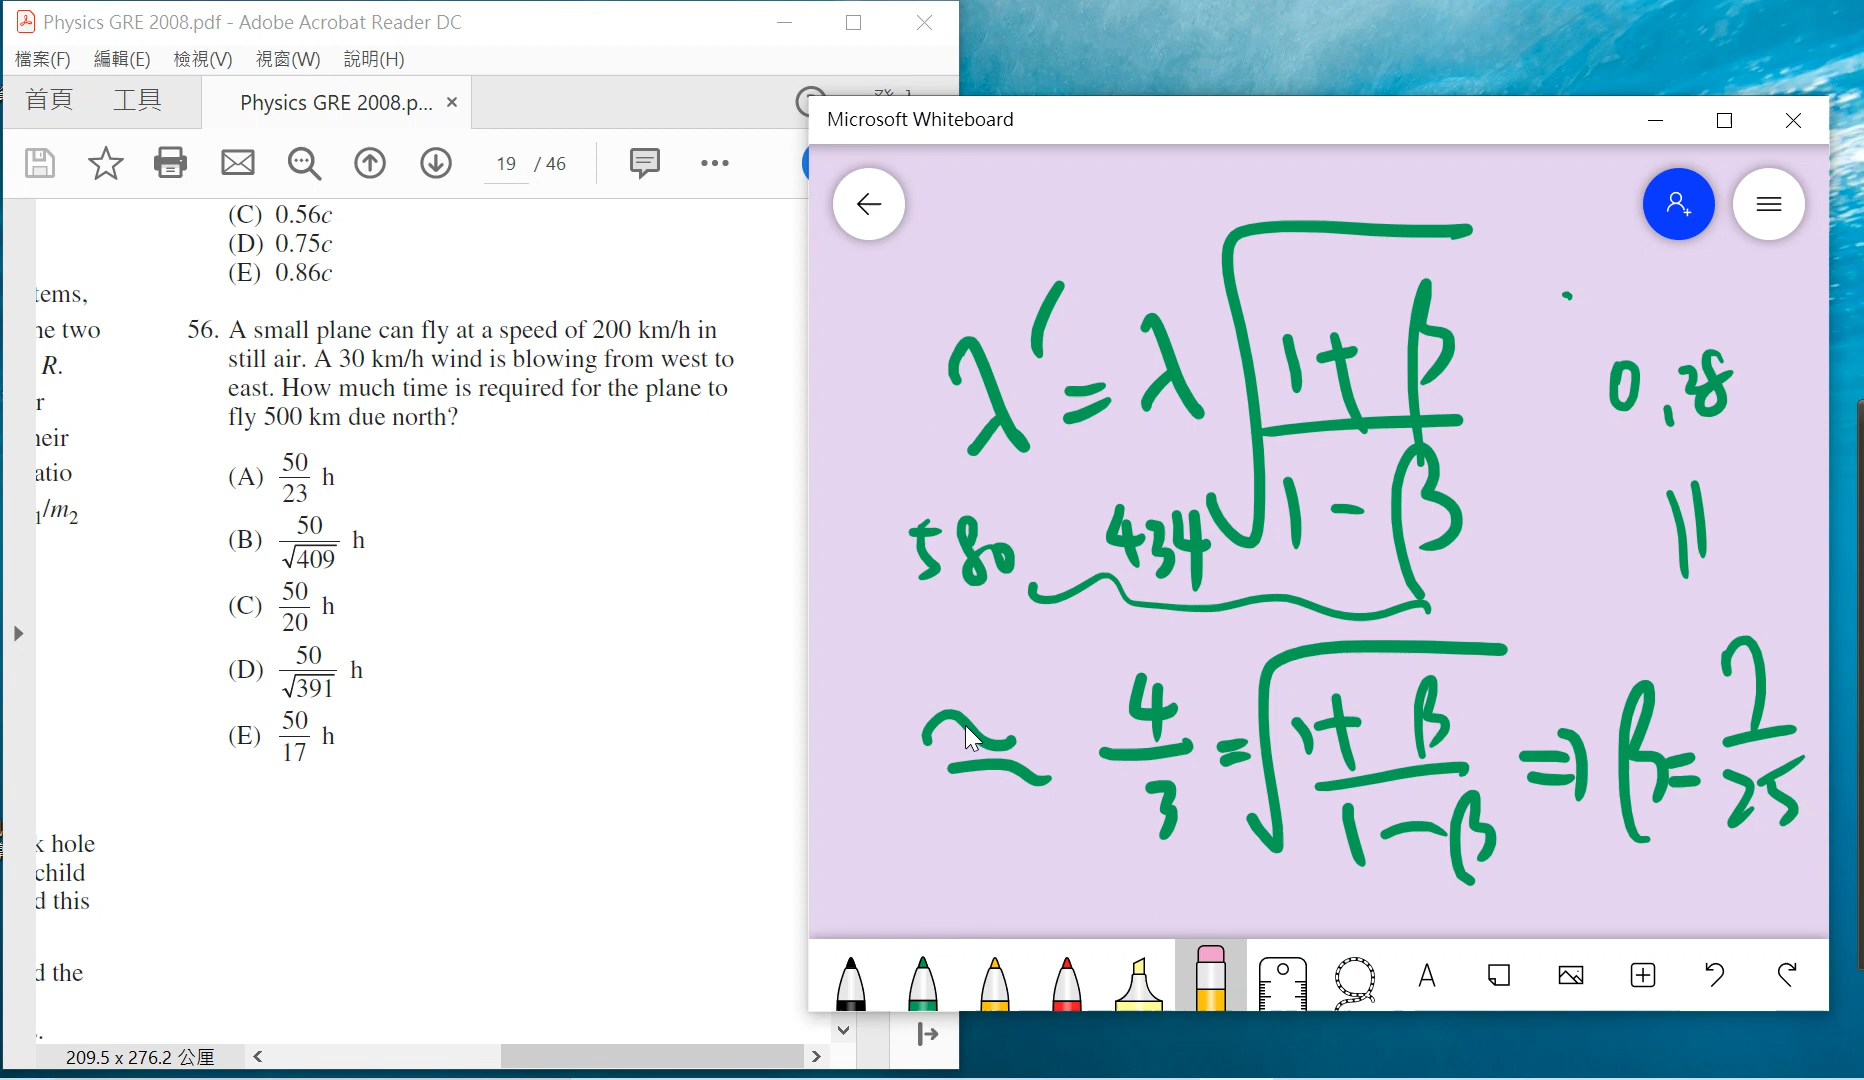 Physics GRE 2008.pdf - Adobe Acrobat Reader DC
檔案(F) 編輯(E) 檢視(V) 視窗(W) 說明(H)
首頁 工具 Physics GRE 2008.p... ×
19 / 46
(C) 0.56c
(D) 0.75c
(E) 0.86c
tems,
ne two
R.
r
heir
atio
1/m2
k hole
child
d this
d the
56. A small plane can fly at a speed of 200 km/h in
still air. A 30 km/h wind is blowing from west to
east. How much time is required for the plane to
fly 500 km due north?
(A) 50/23 h
(B) 50/√409 h
(C) 50/20 h
(D) 50/√391 h
(E) 50/17 h
209.5 x 276.2 公厘
Microsoft Whiteboard
λ' = λ √(1+β / 1-β)
580 434
0.28
||
≃ 4/3 = √(1+β / 1-β) ⇒ β = 7/25
A